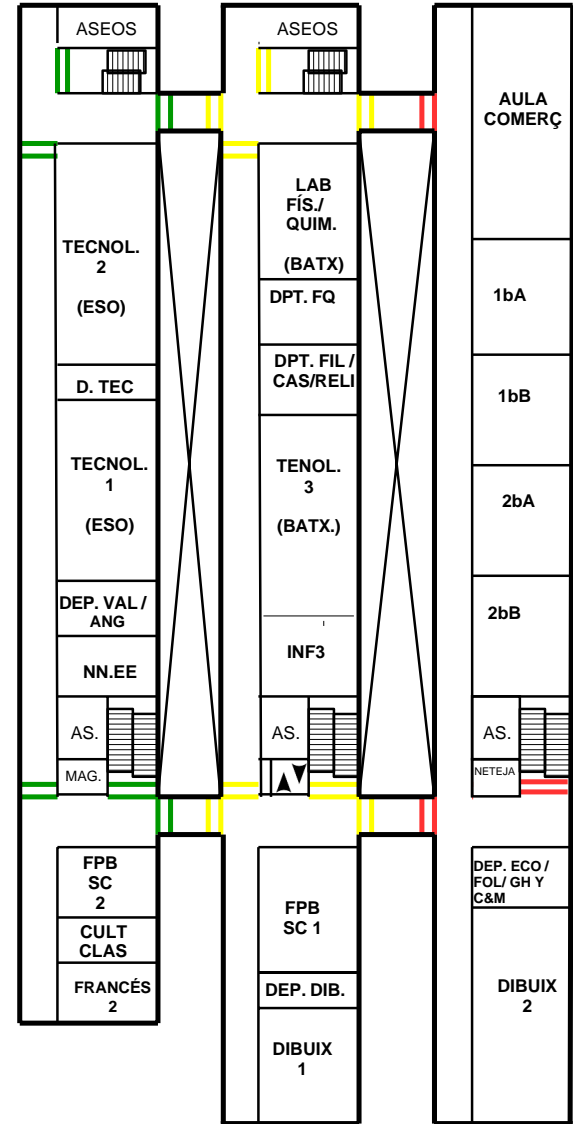 ASEOS
TECNOL.
2
(ESO)
D. TEC
TECNOL.
1
(ESO)
DEP. VAL /
ANG
NN.EE
AS.
MAG.
FPB
SC
2
CULT
CLAS
FRANCÉS
2
ASEOS
LAB
FÍS./
QUIM.
(BATX)
DPT. FQ
DPT. FIL /
CAS/RELI
TENOL.
3
(BATX.)
INF3
AS.
FPB
SC 1
DEP. DIB.
DIBUIX
1
AULA
COMERÇ
1bA
1bB
2bA
2bB
AS.
NETEJA
DEP. ECO /
FOL/ GH Y
C&M
DIBUIX
2